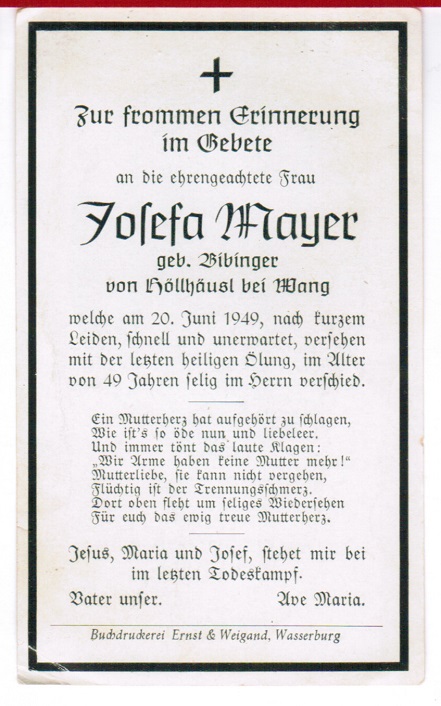 Zur frommen Erinnerung
im Gebete
an die ehrengeachtete Frau
Josefa Mayer
geb. Bibinger
von Höllhäusl bei Wang
welche am 20. Juni 1949, nach kurzem
Leiden, schnell und unerwartet, versehen
mit der letzten heiligen Ölung, im Alter
von 49 Jahren selig im Herrn verschied.
Ein Mutterherz hat aufgehört zu schlagen,
Wie ist's so öde nun und liebeleer.
Und immer tönt das laute Klagen:
„Wir Arme haben keine Mutter mehr!"
Mutterliebe, sie kann nicht vergehen,
Flüchtig ist der Trennungsschmerz.
Dort oben fleht um seliges Wiedersehen
Für euch das ewig treue Mutterherz.
Jesus, Maria und Josef, stehet mir bei
im letzten Todeskampf.
Vater unser. Ave Maria.
Buchdruckerei Ernst & Weigand, Wasserburg